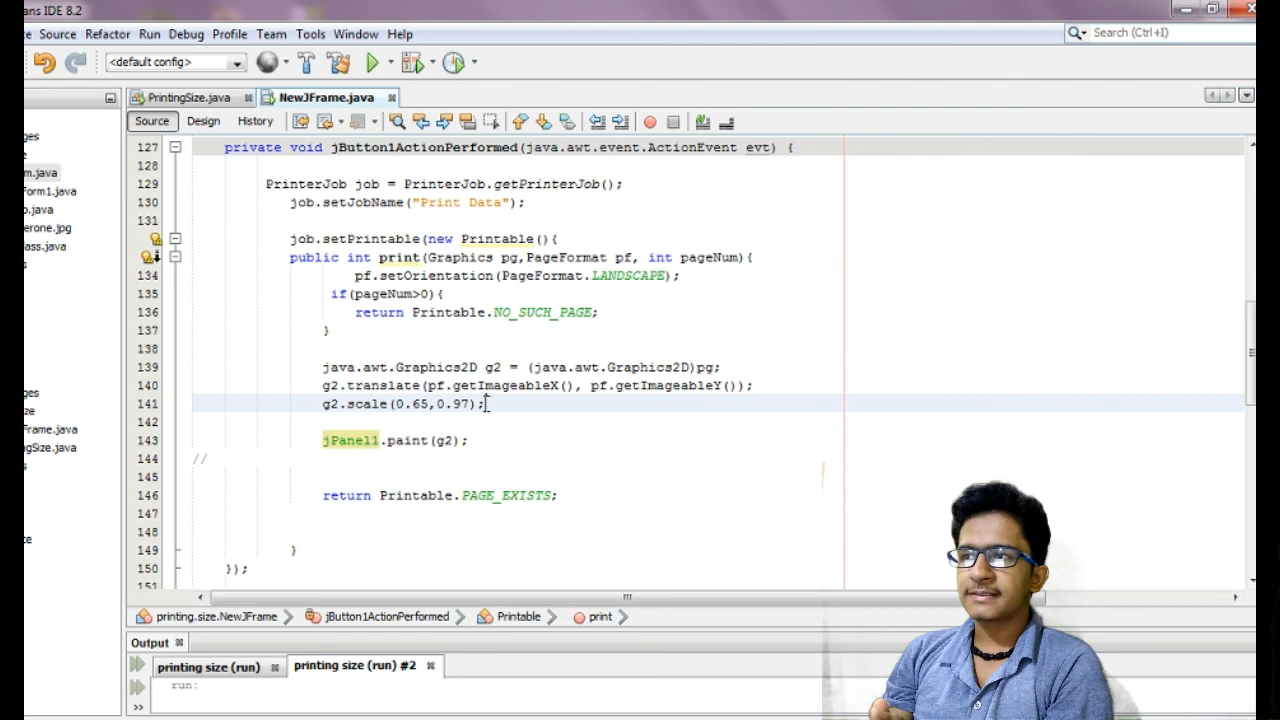 ans IDE 8.2
Source Refactor Run Debug Profile Team Tools Window Help
Search (Ctrl+I)
<default config>
PrintingSize.java NewJFrame.java
Source Design History
127 private void jButton1ActionPerformed(java.awt.event.ActionEvent evt) {
128
129 PrinterJob job = PrinterJob.getPrinterJob();
130 job.setJobName("Print Data");
131
job.setPrintable(new Printable(){
public int print(Graphics pg,PageFormat pf, int pageNum){
134 pf.setOrientation(PageFormat.LANDSCAPE);
135 if(pageNum>0){
136 return Printable.NO_SUCH_PAGE;
137 }
138
139 java.awt.Graphics2D g2 = (java.awt.Graphics2D)pg;
140 g2.translate(pf.getImageableX(), pf.getImageableY());
141 g2.scale(0.65,0.97);
142
143 jPanel1.paint(g2);
144 //
145
146 return Printable.PAGE_EXISTS;
147
148
149 }
150 });
151
ages
m.java
Form1.java
o.java
erone.jpg
lass.java
es
ize
Frame.java
ngSize.java
s
te
printing.size.NewJFrame jButton1ActionPerformed Printable print
Output
printing size (run) printing size (run) #2
run: